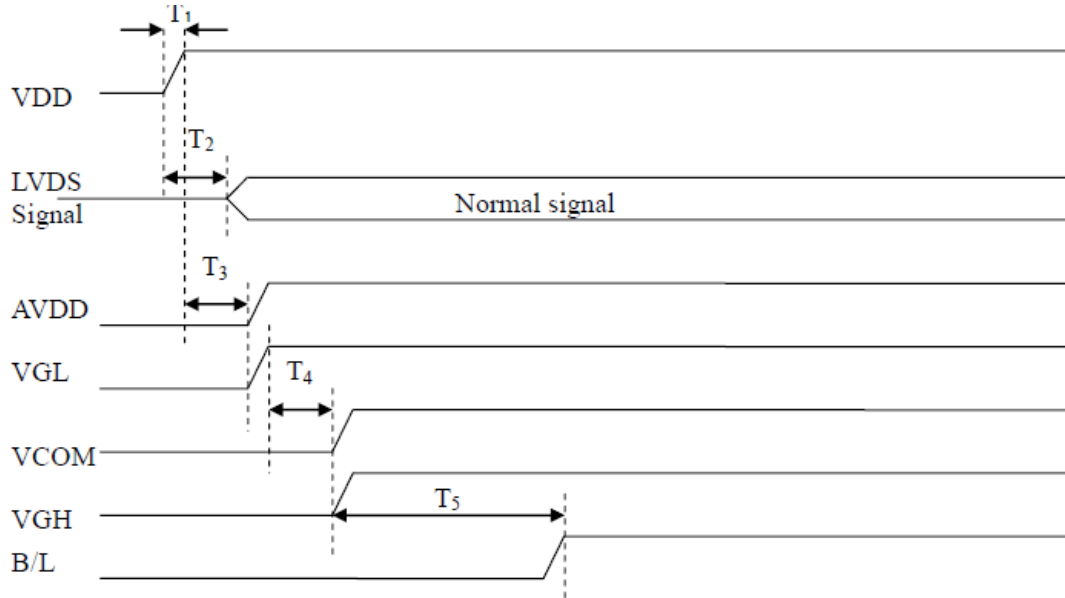 T₁
VDD
T₂
LVDS
Signal
Normal signal
T₃
AVDD
VGL
T₄
VCOM
T₅
VGH
B/L